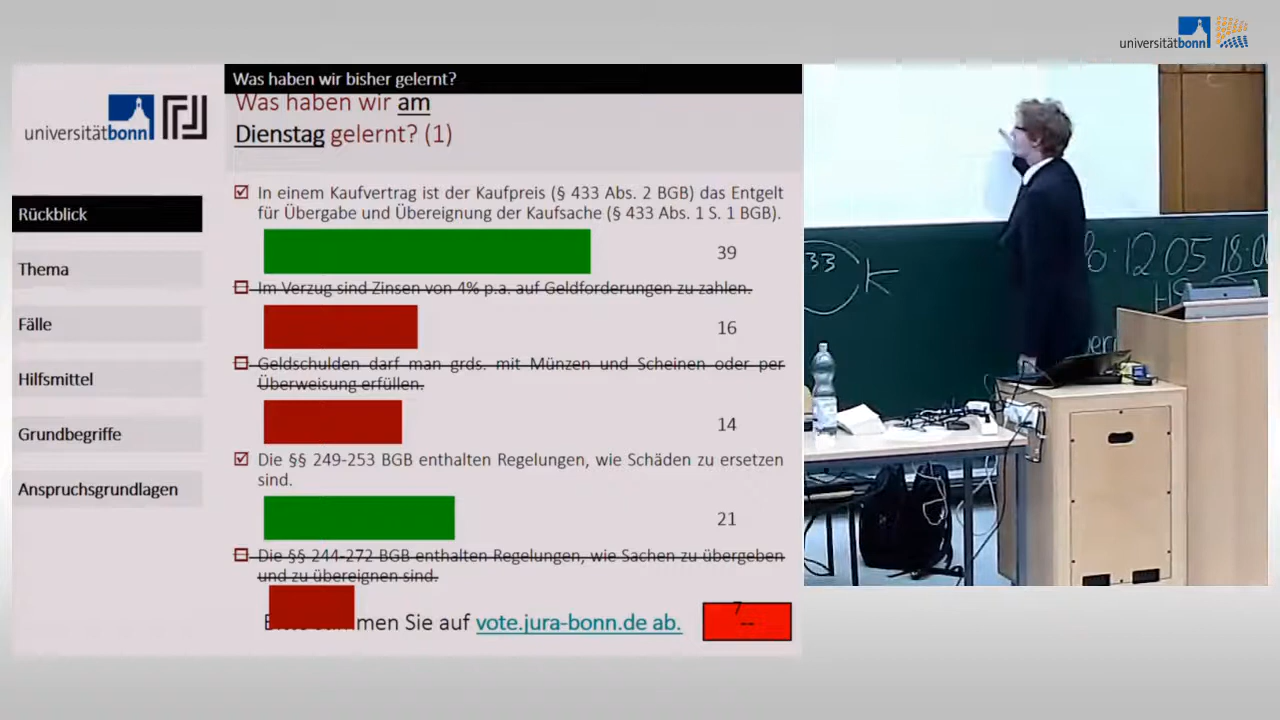 universitätbonn
Was haben wir bisher gelernt?
Was haben wir am
Dienstag gelernt? (1)
universitätbonn
Rückblick
Thema
Fälle
Hilfsmittel
Grundbegriffe
Anspruchsgrundlagen
In einem Kaufvertrag ist der Kaufpreis (§ 433 Abs. 2 BGB) das Entgelt
für Übergabe und Übereignung der Kaufsache (§ 433 Abs. 1 S. 1 BGB).
39
Im Verzug sind Zinsen von 4% p.a. auf Geldforderungen zu zahlen.
16
Geldschulden darf man grds. mit Münzen und Scheinen oder per
Überweisung erfüllen.
14
Die §§ 249-253 BGB enthalten Regelungen, wie Schäden zu ersetzen
sind.
21
Die §§ 244-272 BGB enthalten Regelungen, wie Sachen zu übergeben
und zu übereignen sind.
7
Sie auf vote.jura-bonn.de ab.
--
33 K
12 05 18:00